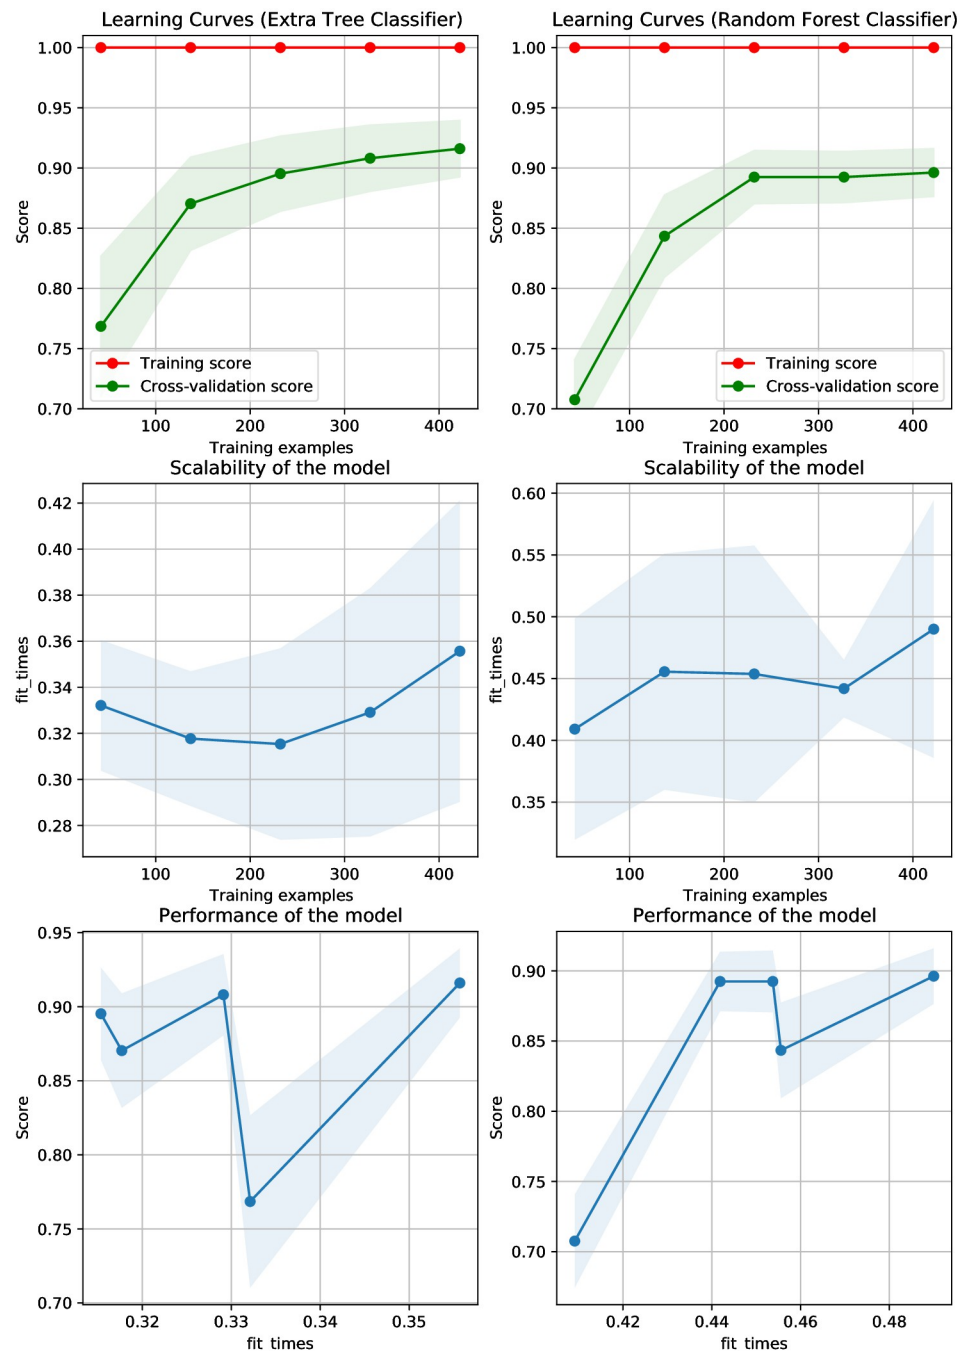 Learning Curves (Extra Tree Classifier)
1.00
0.95
0.90
0.85
0.80
0.75
0.70
Score
Training score
Cross-validation score
100 200 300 400
Training examples
Learning Curves (Random Forest Classifier)
1.00
0.95
0.90
0.85
0.80
0.75
0.70
Score
Training score
Cross-validation score
100 200 300 400
Training examples
Scalability of the model
0.42
0.40
0.38
0.36
0.34
0.32
0.30
0.28
fit_times
100 200 300 400
Training examples
Scalability of the model
0.60
0.55
0.50
0.45
0.40
0.35
fit_times
100 200 300 400
Training examples
Performance of the model
0.95
0.90
0.85
0.80
0.75
0.70
Score
0.32 0.33 0.34 0.35
fit_times
Performance of the model
0.90
0.85
0.80
0.75
0.70
Score
0.42 0.44 0.46 0.48
fit_times